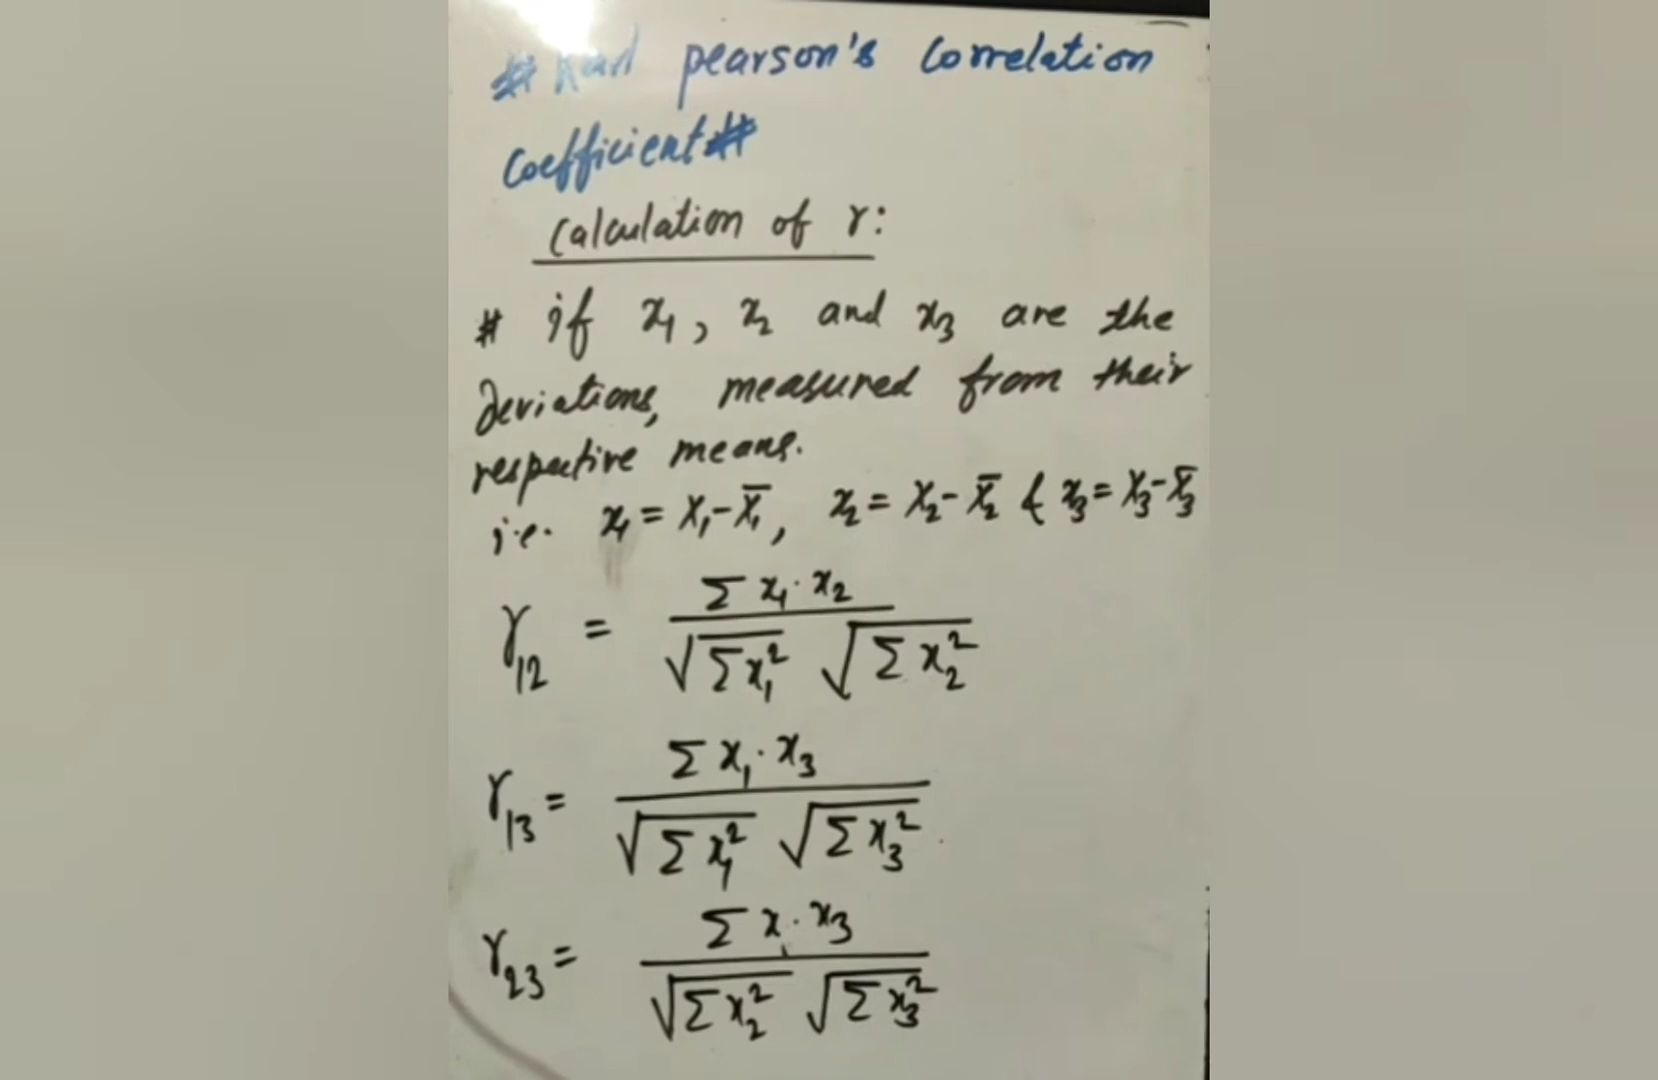 # Karl pearson's Correlation
coefficient#
Calculation of r:
# if x₁, x₂ and x₃ are the
deviations, measured from their
respective means.
i.e. x₁ = X₁-X̄₁, x₂ = X₂-X̄₂ & x₃ = X₃-X̄₃
r₁₂ = Σ x₁·x₂ / √Σx₁² √Σx₂²
r₁₃ = Σ x₁·x₃ / √Σx₁² √Σx₃²
r₂₃ = Σ x₁·x₃ / √Σx₂² √Σx₃²